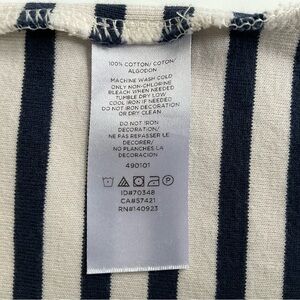 100% COTTON/ COTON/
ALGODON
MACHINE WASH COLD
ONLY NON-CHLORINE
BLEACH WHEN NEEDED
TUMBLE DRY LOW
COOL IRON IF NEEDED
DO NOT IRON DECORATION
OR DRY CLEAN
DO NOT IRON
DECORATION/
NE PAS REPASSER LE
DECORER/
NO PLANCHES LA
DECORACION
490101
ID#70348
CA#57421
RN#140923